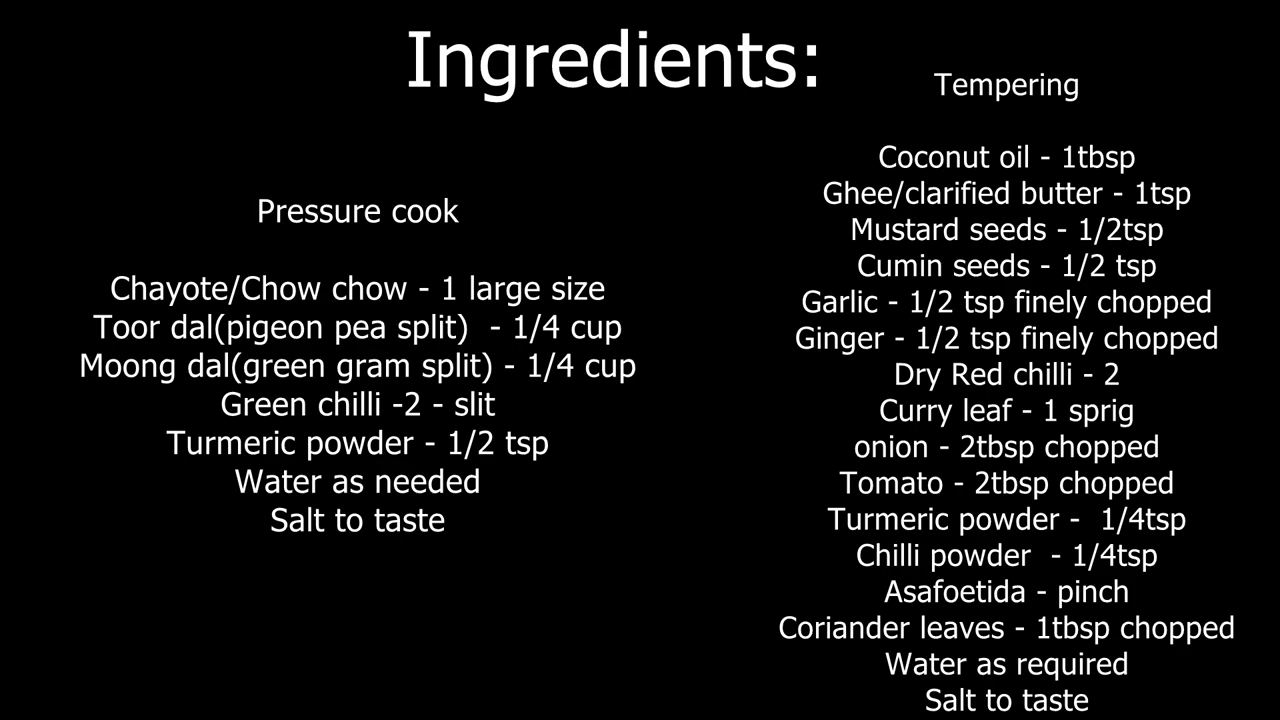 Ingredients:
Pressure cook
Chayote/Chow chow - 1 large size
Toor dal(pigeon pea split)  - 1/4 cup
Moong dal(green gram split) - 1/4 cup
Green chilli -2 - slit
Turmeric powder - 1/2 tsp
Water as needed
Salt to taste
Tempering
Coconut oil - 1tbsp
Ghee/clarified butter - 1tsp
Mustard seeds - 1/2tsp
Cumin seeds - 1/2 tsp
Garlic - 1/2 tsp finely chopped
Ginger - 1/2 tsp finely chopped
Dry Red chilli - 2
Curry leaf - 1 sprig
onion - 2tbsp chopped
Tomato - 2tbsp chopped
Turmeric powder -  1/4tsp
Chilli powder  - 1/4tsp
Asafoetida - pinch
Coriander leaves - 1tbsp chopped
Water as required
Salt to taste